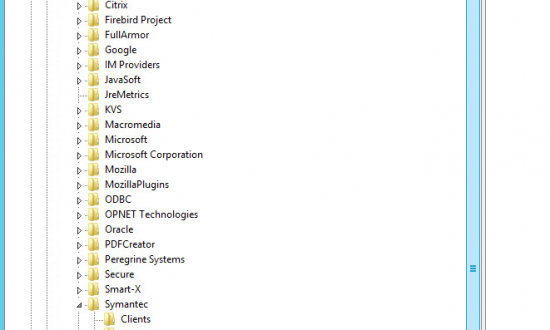 Citrix
Firebird Project
FullArmor
Google
IM Providers
JavaSoft
JreMetrics
KVS
Macromedia
Microsoft
Microsoft Corporation
Mozilla
MozillaPlugins
ODBC
OPNET Technologies
Oracle
PDFCreator
Peregrine Systems
Secure
Smart-X
Symantec
Clients